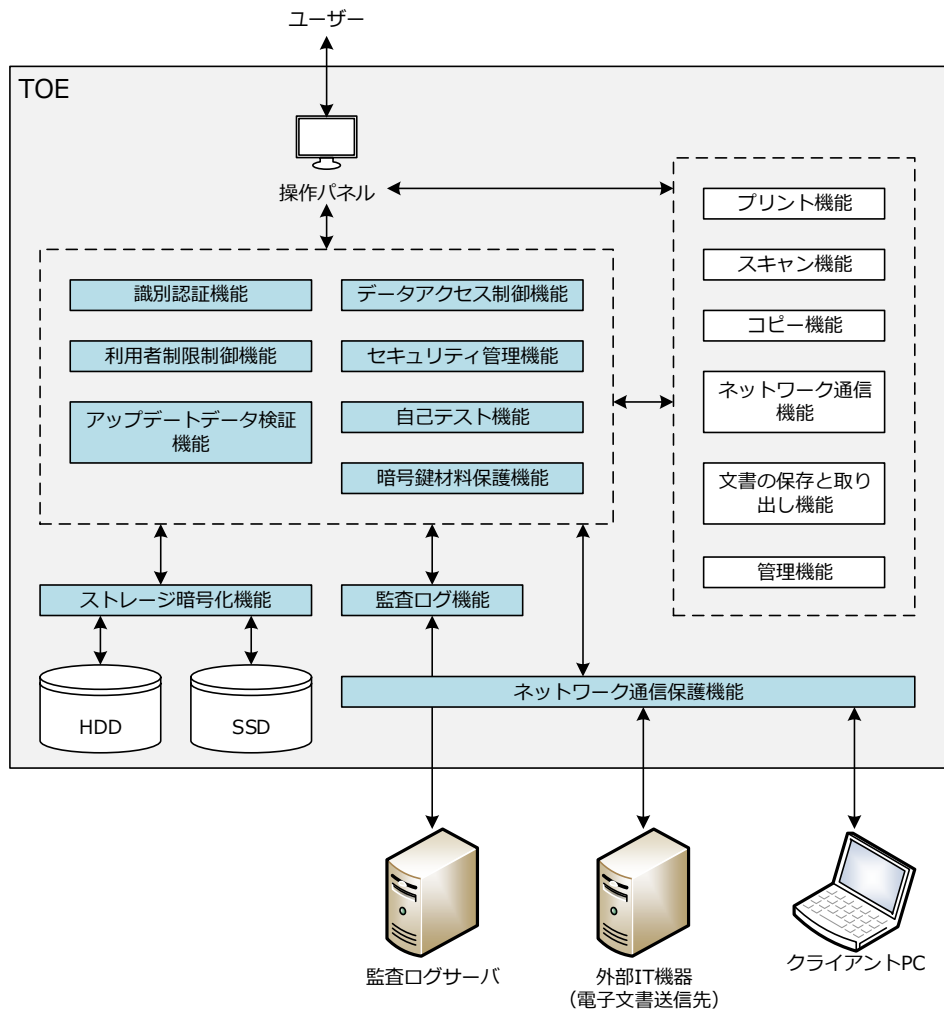 ユーザー
TOE
操作パネル
プリント機能
スキャン機能
コピー機能
ネットワーク通信
機能
文書の保存と取り
出し機能
管理機能
識別認証機能
データアクセス制御機能
利用者制限制御機能
セキュリティ管理機能
アップデートデータ検証
機能
自己テスト機能
暗号鍵材料保護機能
ストレージ暗号化機能
監査ログ機能
ネットワーク通信保護機能
HDD
SSD
監査ログサーバ
外部IT機器
（電子文書送信先）
クライアントPC